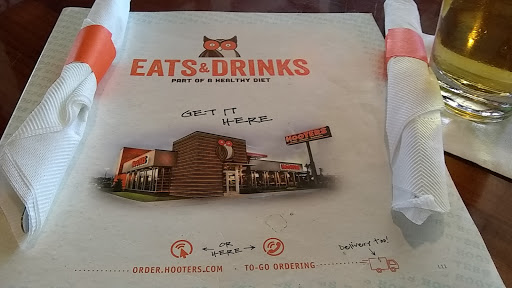 EATS & DRINKS
PART OF A HEALTHY DIET
GET IT
HERE
HOOTERS
HOOTERS
OR
HERE
delivery too!
ORDER.HOOTERS.COM · TO-GO ORDERING